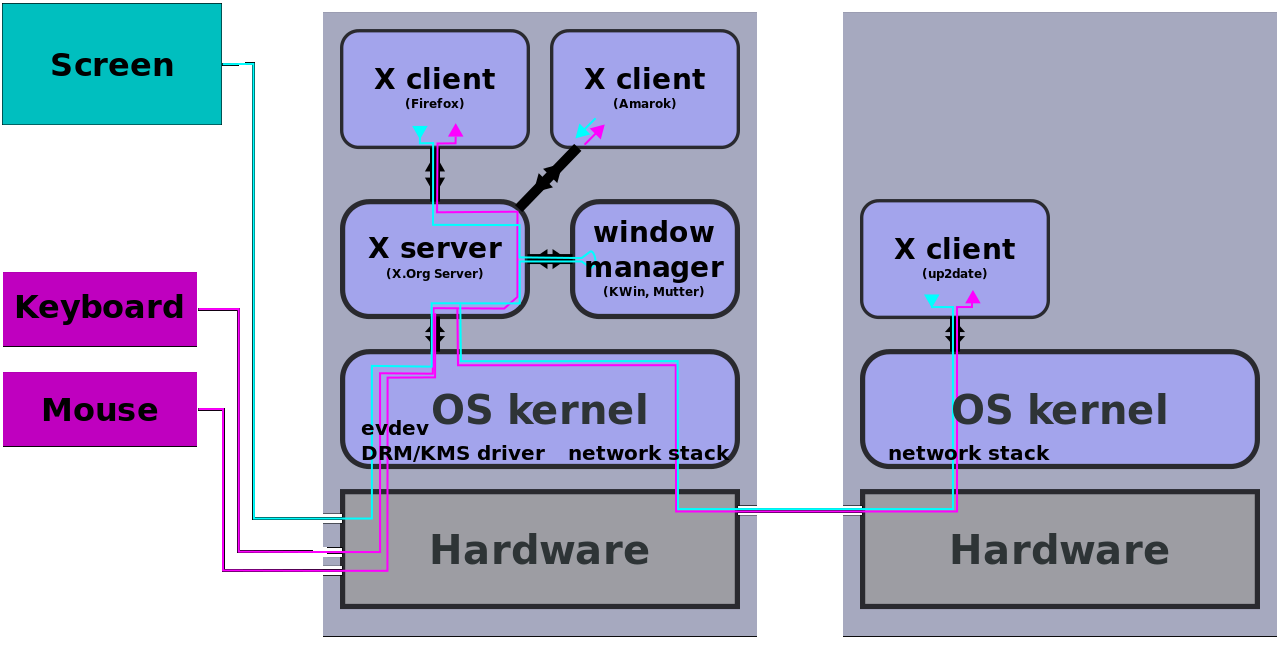 Screen
Keyboard
Mouse
X client
(Firefox)
X client
(Amarok)
X server
(X.Org Server)
window
manager
(KWin, Mutter)
OS kernel
evdev
DRM/KMS driver
network stack
Hardware
X client
(up2date)
OS kernel
network stack
Hardware